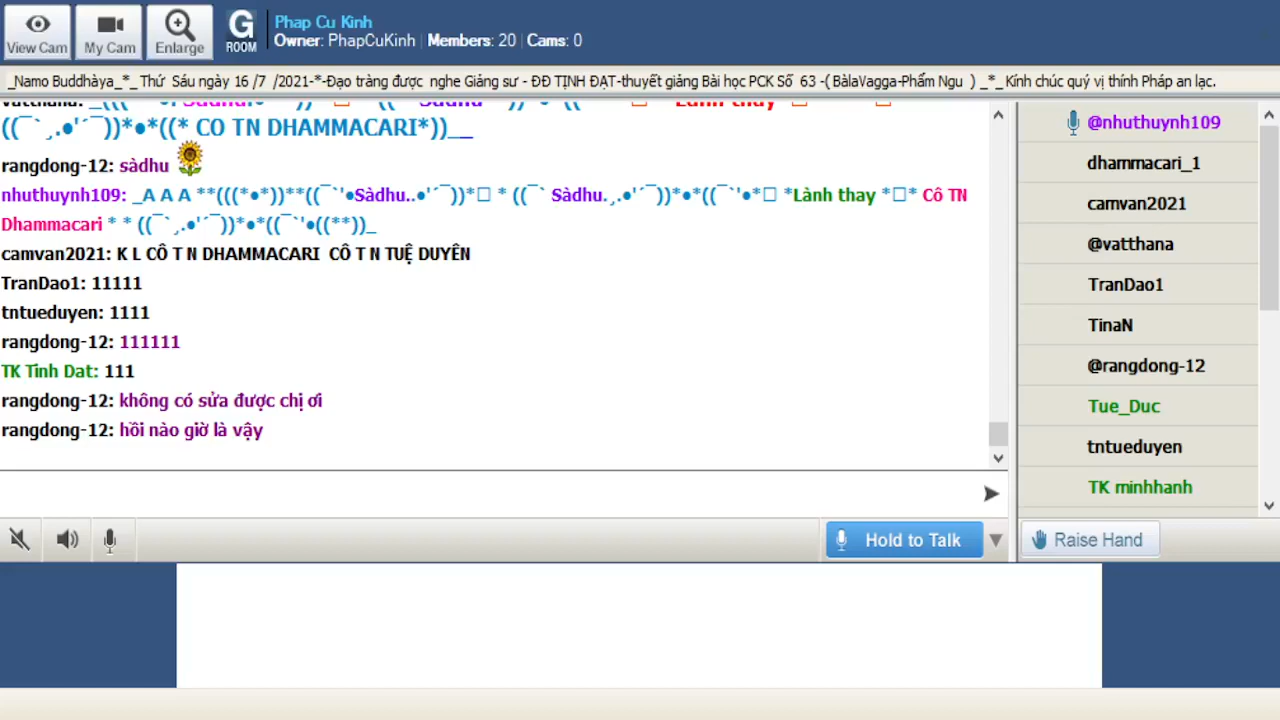 Phap Cu Kinh
Owner: PhapCuKinh | Members: 20 | Cams: 0
View Cam
My Cam
Enlarge
G
ROOM
_Namo Buddhàya_*_ Thứ Sáu ngày 16 /7 /2021-*-Đạo tràng được nghe Giảng sư - ĐĐ TỊNH ĐẠT-thuyết giảng Bài học PCK Số 63 -( BàlaVagga-Phẩm Ngu ) _*_ Kính chúc quý vị thính Pháp an lạc.
((¯`¸.●'´¯))*●*((* CO TN DHAMMACARI*))__
rangdong-12: sàdhu
nhuthuynh109: _A A A **(((*●*))**((¯`'●Sàdhu..●'´¯))*□ * ((¯` Sàdhu.¸.●'´¯))*●*((¯`'●*□ *Lành thay *□* Cô TN
Dhammacari * * ((¯`¸.●'´¯))*●*((¯`'●((**))_
camvan2021: K L CÔ T N DHAMMACARI CÔ T N TUỆ DUYÊN
TranDao1: 11111
tntueduyen: 1111
rangdong-12: 111111
TK Tinh Dat: 111
rangdong-12: không có sửa được chị ơi
rangdong-12: hồi nào giờ là vậy
@nhuthuynh109
dhammacari_1
camvan2021
@vatthana
TranDao1
TinaN
@rangdong-12
Tue_Duc
tntueduyen
TK minhhanh
Hold to Talk
Raise Hand